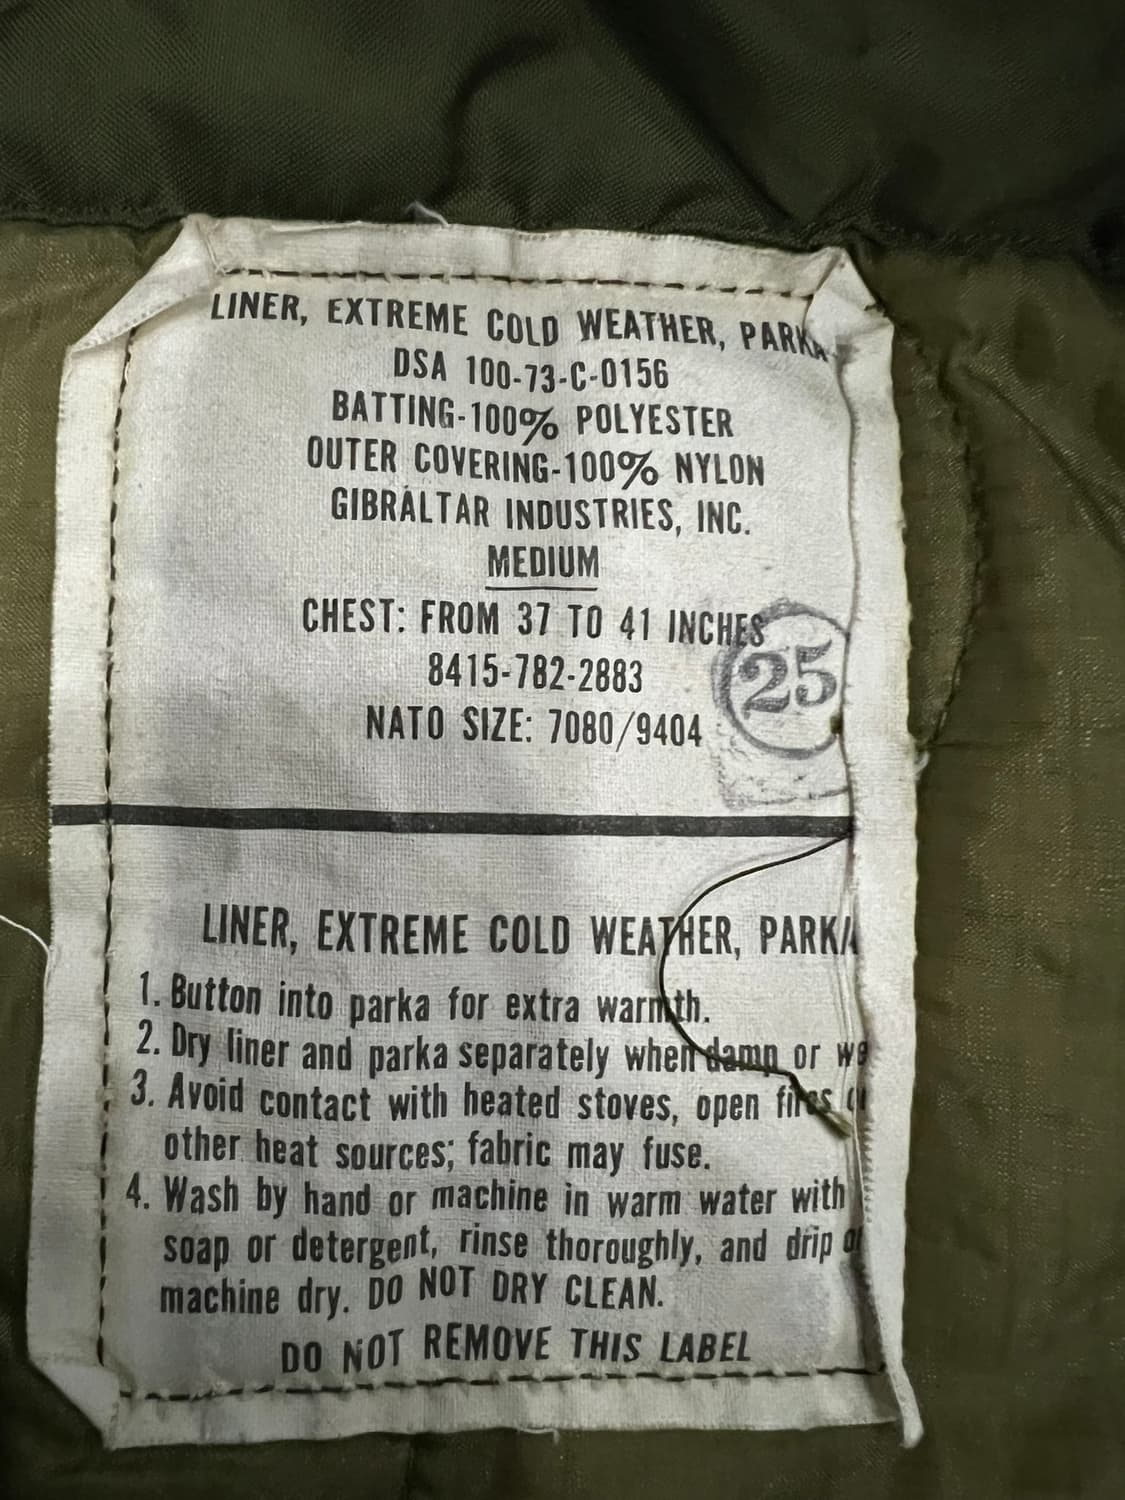 LINER, EXTREME COLD WEATHER, PARKA
DSA 100-73-C-0156
BATTING-100% POLYESTER
OUTER COVERING-100% NYLON
GIBRALTAR INDUSTRIES, INC.
MEDIUM
CHEST: FROM 37 TO 41 INCHES
8415-782-2883
NATO SIZE: 7080/9404
25
LINER, EXTREME COLD WEATHER, PARKA
1. Button into parka for extra warmth.
2. Dry liner and parka separately when damp or we
3. Avoid contact with heated stoves, open fires or
other heat sources; fabric may fuse.
4. Wash by hand or machine in warm water with
soap or detergent, rinse thoroughly, and drip or
machine dry. DO NOT DRY CLEAN.
DO NOT REMOVE THIS LABEL